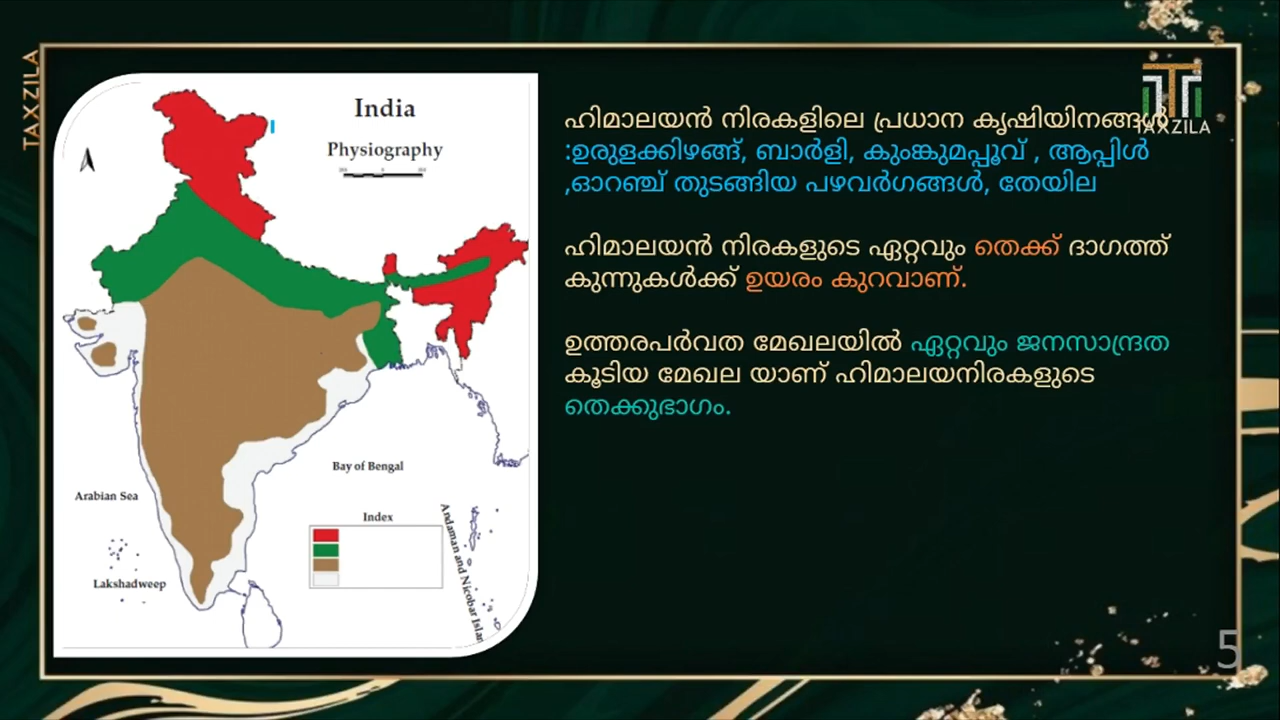 TAXZILA
India
Physiography
Arabian Sea
Lakshadweep
Bay of Bengal
Index
Andaman and Nicobar Islan
TAXZILA
ഹിമാലയൻ നിരകളിലെ പ്രധാന കൃഷിയിനങ്ങൾ
:ഉരുളക്കിഴങ്ങ്, ബാർളി, കുംങ്കുമപ്പൂവ് , ആപ്പിൾ
,ഓറഞ്ച് തുടങ്ങിയ പഴവർഗങ്ങൾ, തേയില
ഹിമാലയൻ നിരകളുടെ ഏറ്റവും തെക്ക് ദാഗത്ത്
കുന്നുകൾക്ക് ഉയരം കുറവാണ്.
ഉത്തരപർവത മേഖലയിൽ ഏറ്റവും ജനസാന്ദ്രത
കൂടിയ മേഖല യാണ് ഹിമാലയനിരകളുടെ
തെക്കുഭാഗം.
5